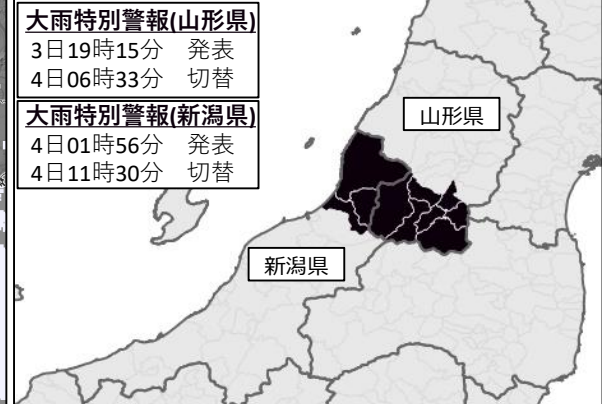 大雨特別警報(山形県)
3日19時15分 発表
4日06時33分 切替
大雨特別警報(新潟県)
4日01時56分 発表
4日11時30分 切替
山形県
新潟県